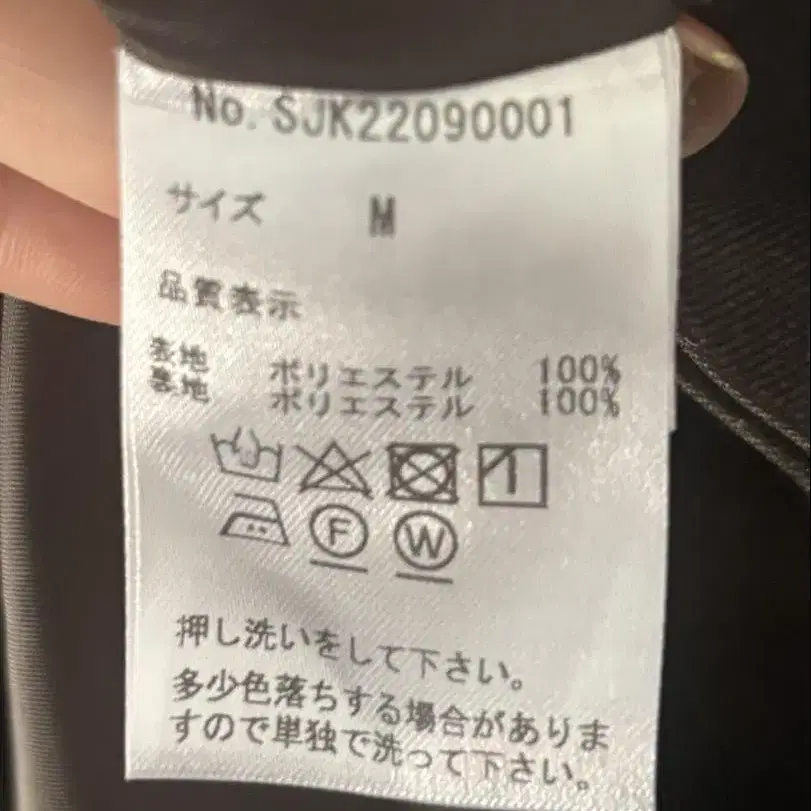 No. SJK22090001
サイズ M
品質表示
表地 ポリエステル 100%
裏地 ポリエステル 100%
F W
押し洗いをして下さい。
多少色落ちする場合がありま
すので単独で洗って下さい。